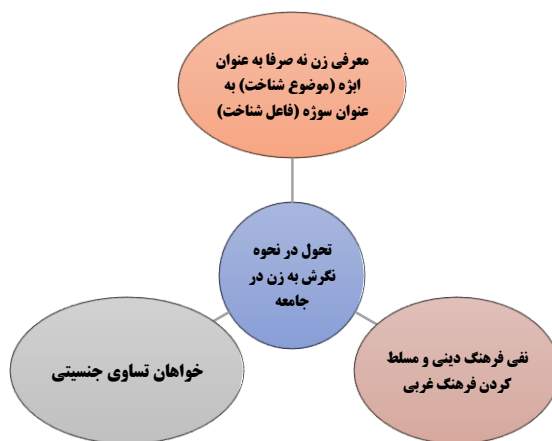 معرفی زن نه صرفا به عنوان
ابژه (موضوع شناخت) به
عنوان سوژه (فاعل شناخت)
تحول در نحوه
نگرش به زن در
جامعه
نفی فرهنگ دینی و مسلط
کردن فرهنگ غربی
خواهان تساوی جنسیتی